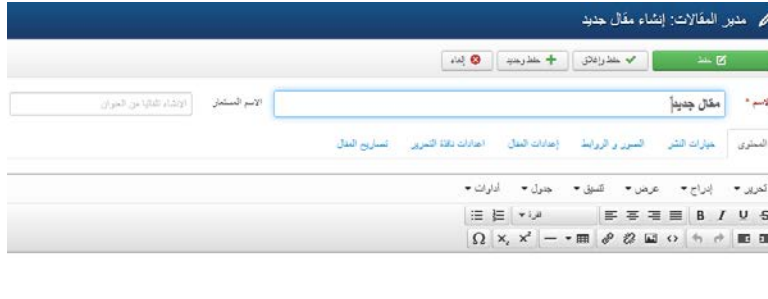 مدير المقالات: إنشاء مقال جديد
حفظ حفظ وإغلاق حفظ وجديد إلغاء
الاسم * مقال جديد الاسم المستعار الإنشاء تلقائيا من العنوان
المحتوى خيارات النشر الصور و الروابط إعدادات المقال اعدادات نافذة التحرير تصاريح المقال
تحرير إدراج عرض تنسيق جدول أدوات
فقرة B I U S
Ω x₂ x²